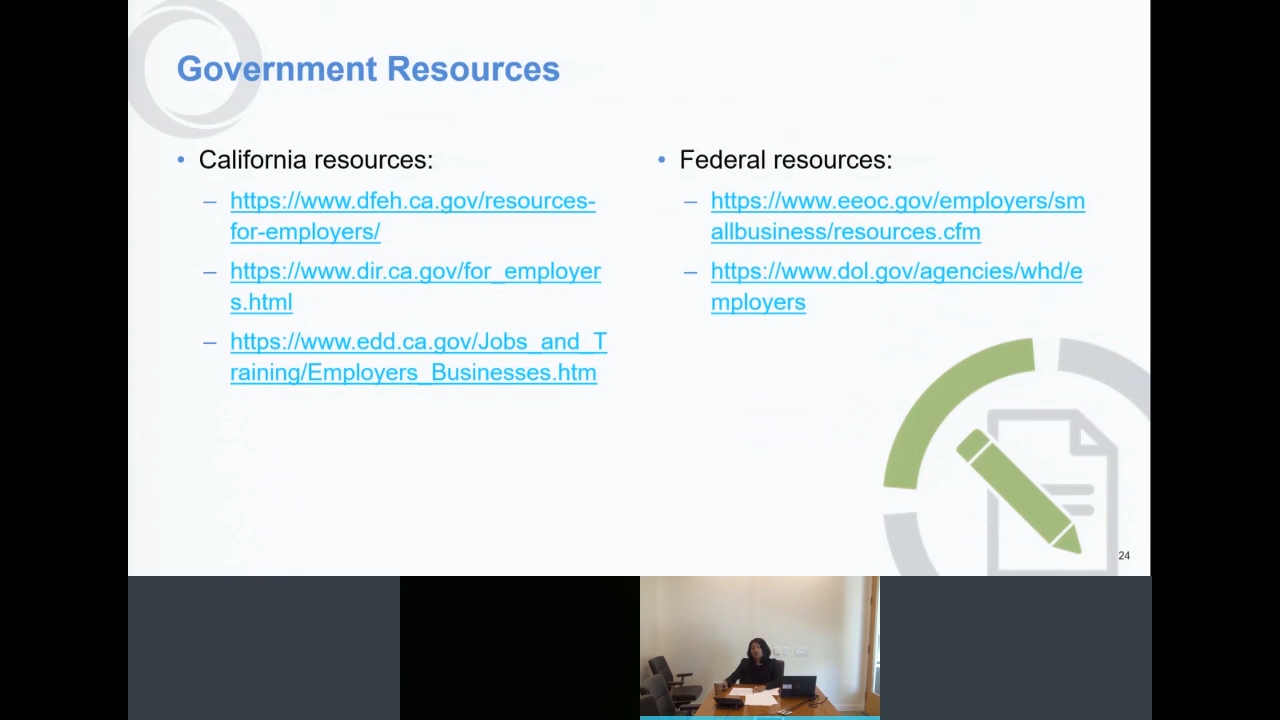 Government Resources
• California resources:
– https://www.dfeh.ca.gov/resources-
for-employers/
– https://www.dir.ca.gov/for_employer
s.html
– https://www.edd.ca.gov/Jobs_and_T
raining/Employers_Businesses.htm
• Federal resources:
– https://www.eeoc.gov/employers/sm
allbusiness/resources.cfm
– https://www.dol.gov/agencies/whd/e
mployers
24